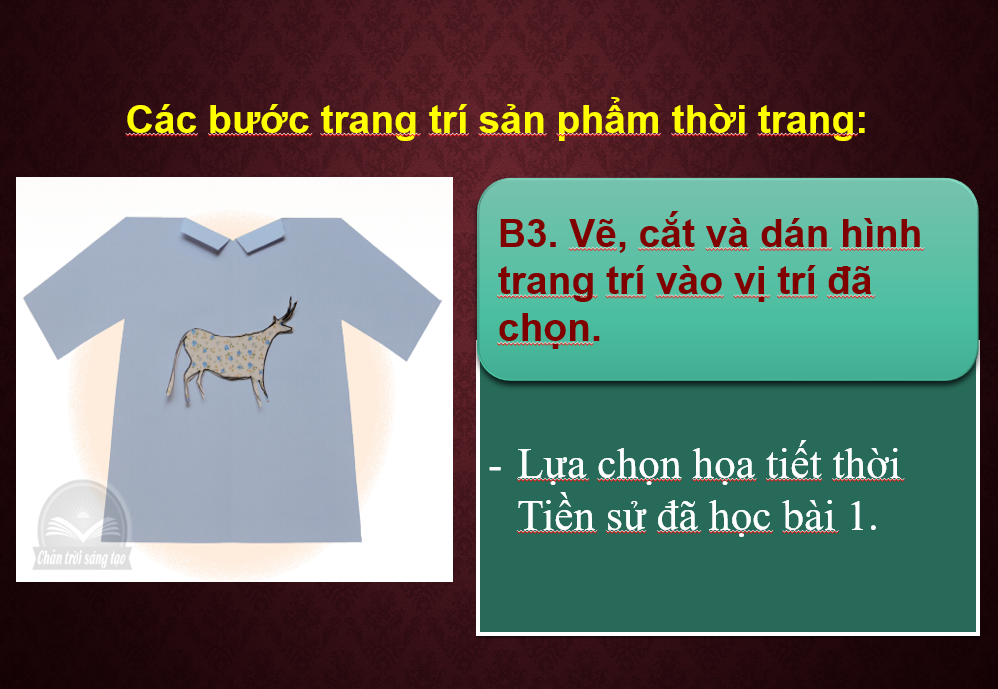 Các bước trang trí sản phẩm thời trang:
B3. Vẽ, cắt và dán hình
trang trí vào vị trí đã
chọn.
- Lựa chọn họa tiết thời
Tiền sử đã học bài 1.
Chân trời sáng tạo